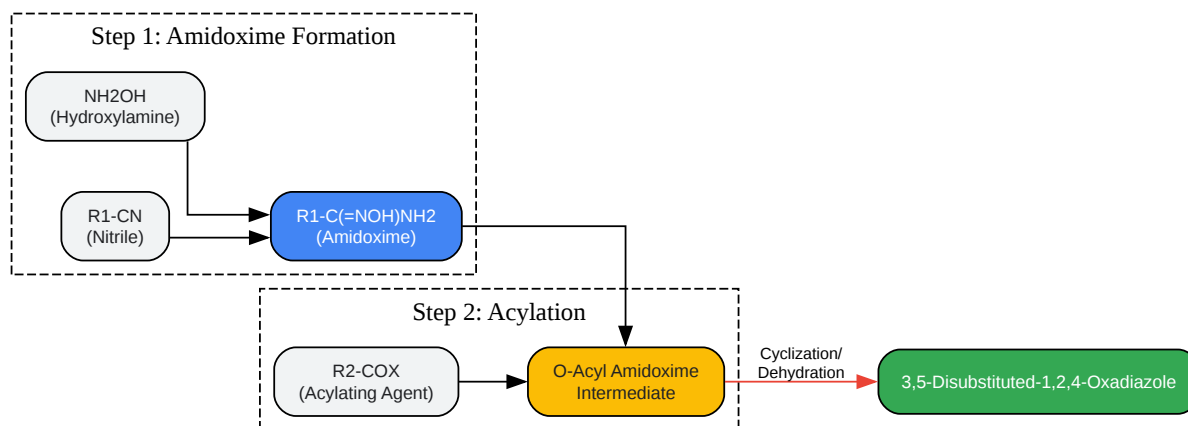 Step 1: Amidoxime Formation
NH2OH
(Hydroxylamine)
R1-CN
(Nitrile)
R1-C(=NOH)NH2
(Amidoxime)
Step 2: Acylation
R2-COX
(Acylating Agent)
O-Acyl Amidoxime
Intermediate
Cyclization/
Dehydration
3,5-Disubstituted-1,2,4-Oxadiazole